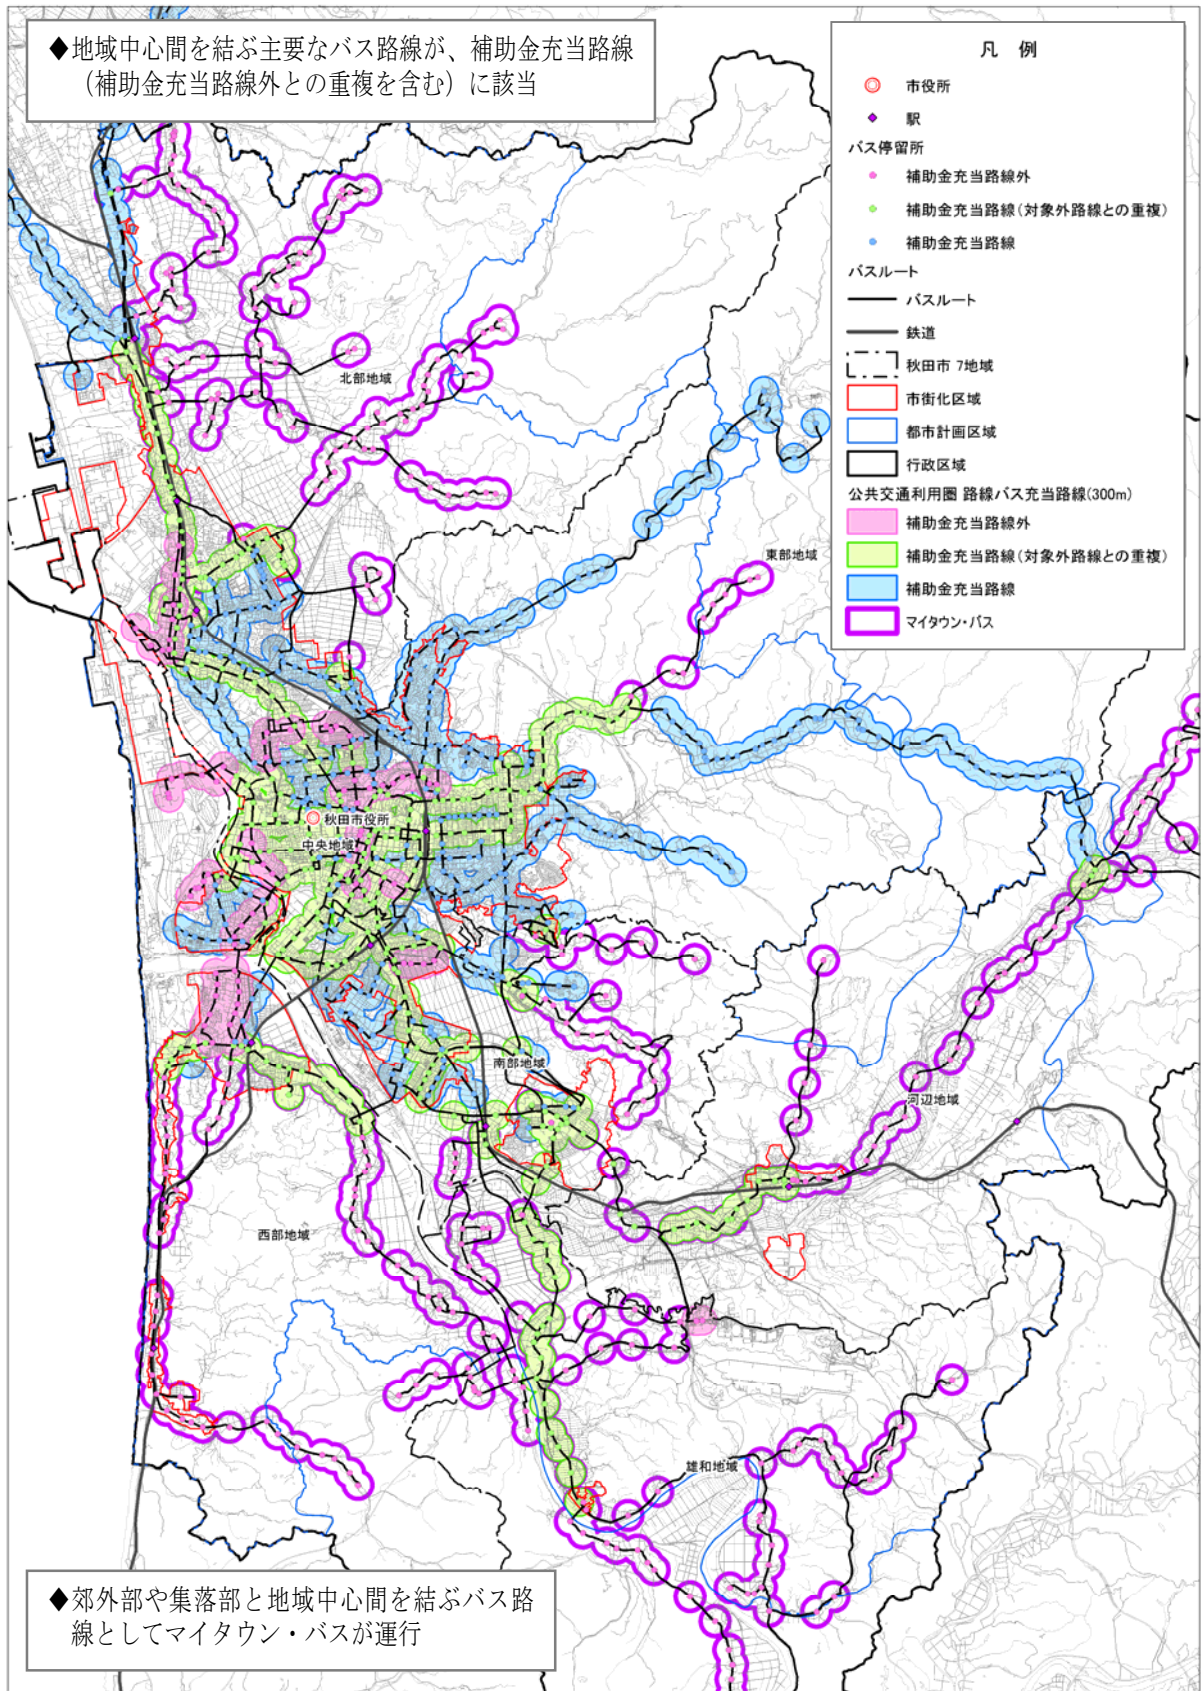 ◆地域中心間を結ぶ主要なバス路線が、補助金充当路線
(補助金充当路線外との重複を含む)に該当
凡 例
市役所
駅
バス停留所
補助金充当路線外
補助金充当路線(対象外路線との重複)
補助金充当路線
バスルート
バスルート
鉄道
秋田市 7地域
市街化区域
都市計画区域
行政区域
公共交通利用圏 路線バス充当路線(300m)
補助金充当路線外
補助金充当路線(対象外路線との重複)
補助金充当路線
マイタウン・バス
北部地域
東部地域
秋田市役所
中央地域
南部地域
河辺地域
西部地域
雄和地域
◆郊外部や集落部と地域中心間を結ぶバス路
線としてマイタウン・バスが運行